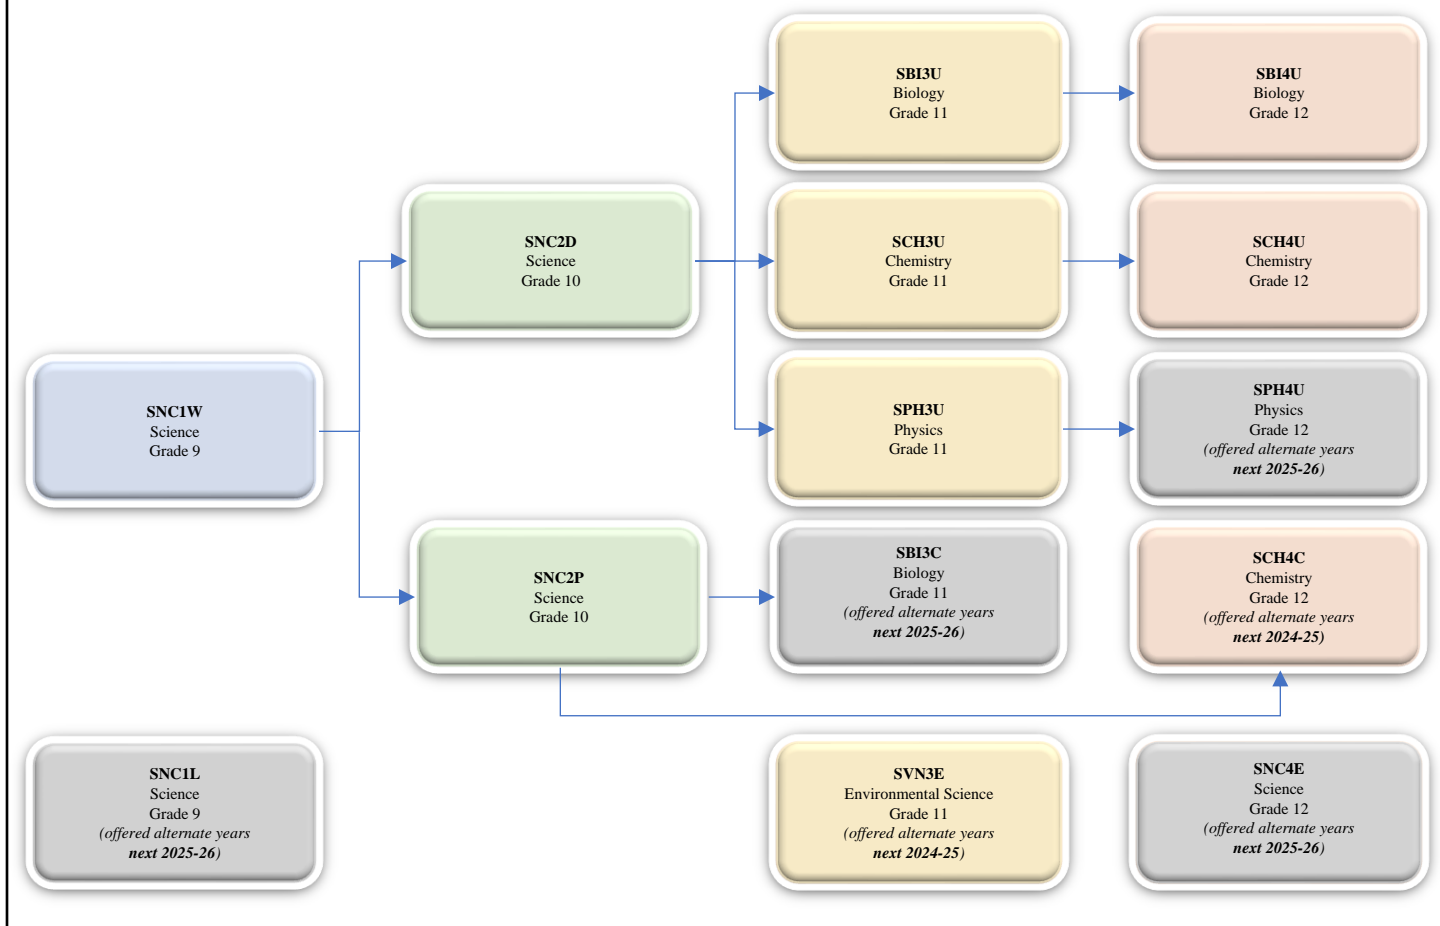 SBI3U
Biology
Grade 11
SBI4U
Biology
Grade 12
SNC2D
Science
Grade 10
SCH3U
Chemistry
Grade 11
SCH4U
Chemistry
Grade 12
SNC1W
Science
Grade 9
SPH3U
Physics
Grade 11
SPH4U
Physics
Grade 12
(offered alternate years
next 2025-26)
SNC2P
Science
Grade 10
SBI3C
Biology
Grade 11
(offered alternate years
next 2025-26)
SCH4C
Chemistry
Grade 12
(offered alternate years
next 2024-25)
SNC1L
Science
Grade 9
(offered alternate years
next 2025-26)
SVN3E
Environmental Science
Grade 11
(offered alternate years
next 2024-25)
SNC4E
Science
Grade 12
(offered alternate years
next 2025-26)